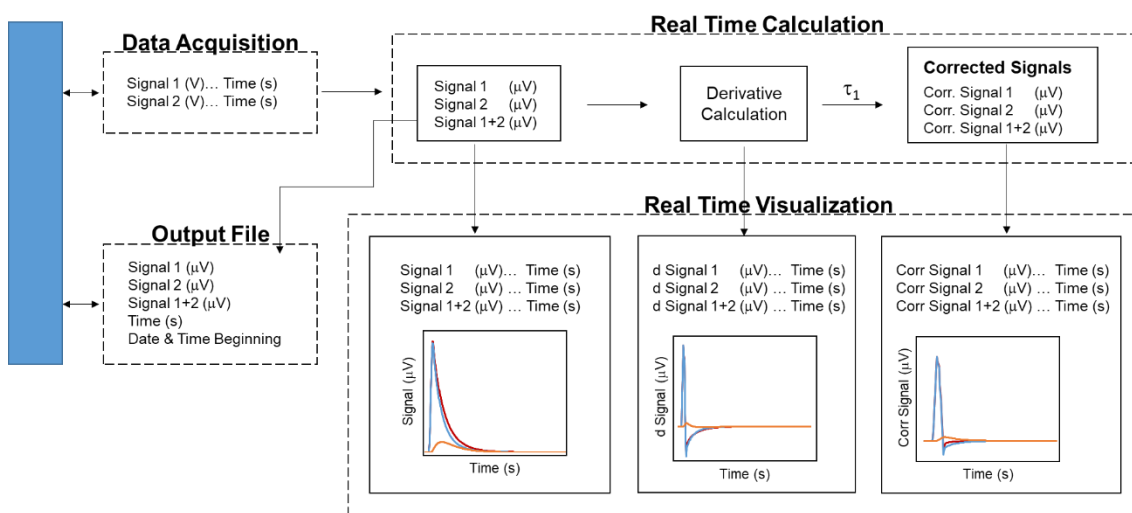 Data Acquisition
Signal 1 (V)… Time (s)
Signal 2 (V)… Time (s)
Real Time Calculation
Signal 1 (μV)
Signal 2 (μV)
Signal 1+2 (μV)
Derivative
Calculation
τ1
Corrected Signals
Corr. Signal 1 (μV)
Corr. Signal 2 (μV)
Corr. Signal 1+2 (μV)
Output File
Signal 1 (μV)
Signal 2 (μV)
Signal 1+2 (μV)
Time (s)
Date & Time Beginning
Real Time Visualization
Signal 1 (μV)… Time (s)
Signal 2 (μV)… Time (s)
Signal 1+2 (μV) … Time (s)
Signal (μV)
Time (s)
d Signal 1 (μV)… Time (s)
d Signal 2 (μV)… Time (s)
d Signal 1+2 (μV) … Time (s)
d Signal (μV)
Time (s)
Corr Signal 1 (μV)… Time (s)
Corr Signal 2 (μV)… Time (s)
Corr Signal 1+2 (μV) … Time (s)
Corr Signal (μV)
Time (s)